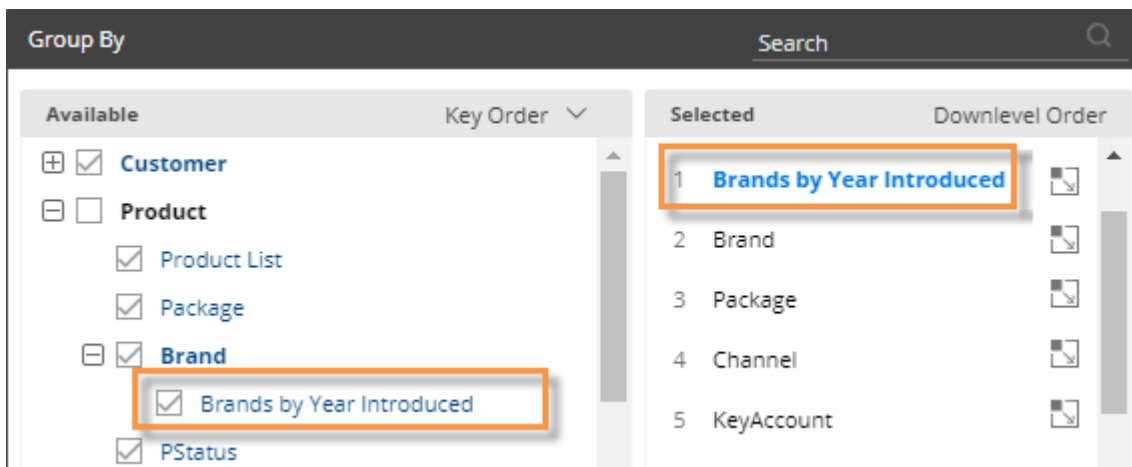 Group By
Search
Available
Key Order
Customer
Product
Product List
Package
Brand
Brands by Year Introduced
PStatus
Selected
Downlevel Order
1 Brands by Year Introduced
2 Brand
3 Package
4 Channel
5 KeyAccount